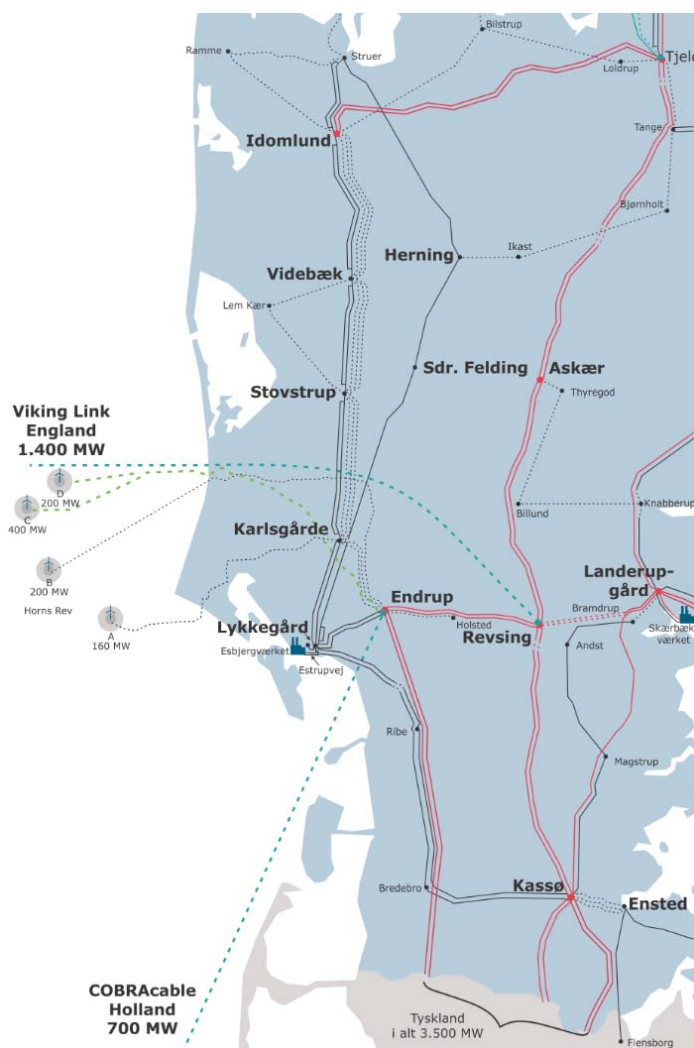 Bilstrup
Ramme
Struer
Loldrup
Tjele
Idomlund
Tange
Bjørnholt
Herning
Ikast
Videbæk
Lem Kær
Sdr. Felding
Askær
Thyregod
Stovstrup
Viking Link
England
1.400 MW
D
200 MW
C
400 MW
Billund
Knabberup
Karlsgårde
B
200 MW
Horns Rev
Landerup-
gård
Endrup
Bramdrup
Holsted
Revsing
Skærbæk
værket
A
160 MW
Lykkegård
Esbjergværket
Estrupvej
Andst
Ribe
Magstrup
Bredebro
Kassø
Ensted
COBRAcable
Holland
700 MW
Tyskland
i alt 3.500 MW
Flensborg